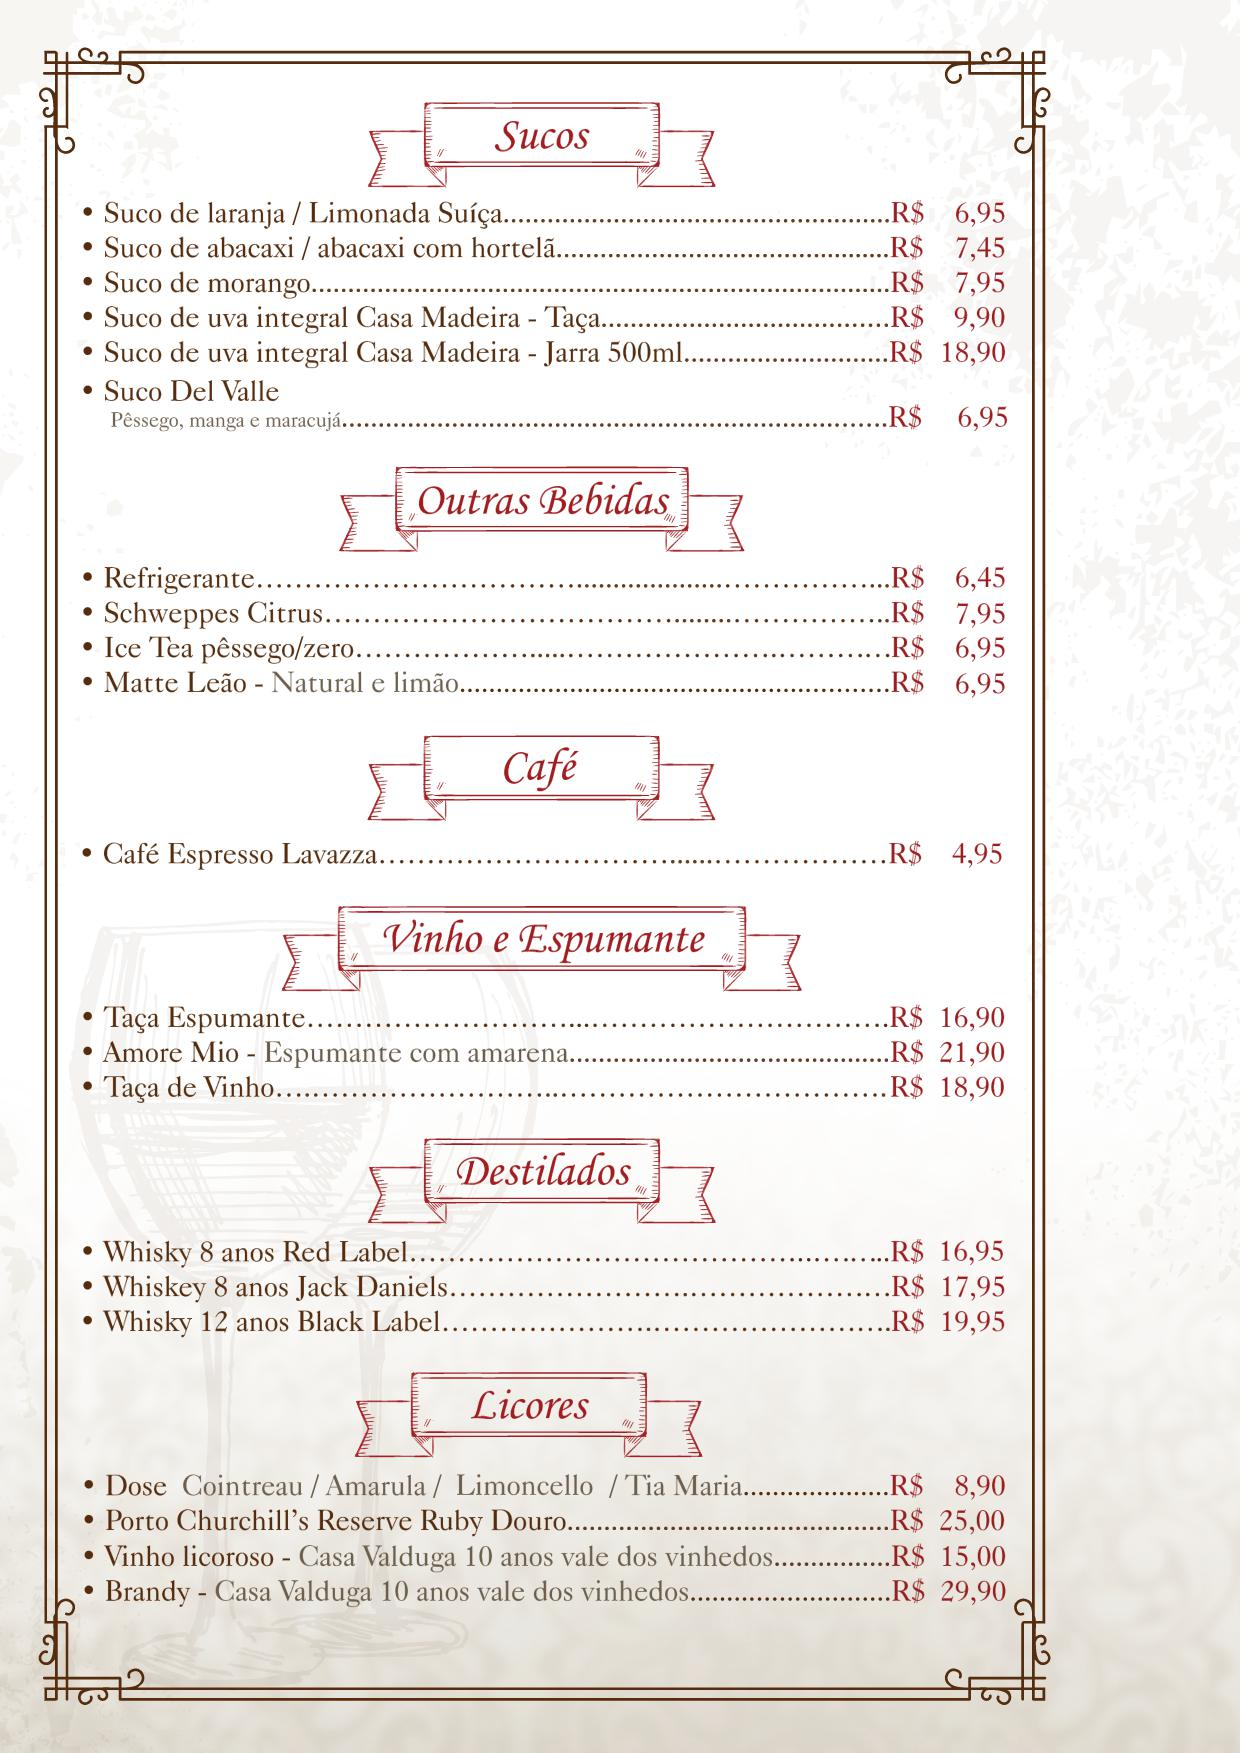 Sucos
• Suco de laranja / Limonada Suíça................................................R$ 6,95
• Suco de abacaxi / abacaxi com hortelã..........................................R$ 7,45
• Suco de morango.........................................................................R$ 7,95
• Suco de uva integral Casa Madeira - Taça....................................R$ 9,90
• Suco de uva integral Casa Madeira - Jarra 500ml..........................R$ 18,90
• Suco Del Valle
Pêssego, manga e maracujá.....................................................................R$ 6,95
Outras Bebidas
• Refrigerante……………………………………......................……………...R$ 6,45
• Schweppes Citrus……………………………………….......…………………..R$ 7,95
• Ice Tea pêssego/zero…………………….....…………………..…………..R$ 6,95
• Matte Leão - Natural e limão......................................................R$ 6,95
Café
• Café Espresso Lavazza………………………………......…………………R$ 4,95
Vinho e Espumante
• Taça Espumante……………………………....………………………………..R$ 16,90
• Amore Mio - Espumante com amarena........................................R$ 21,90
• Taça de Vinho…..…………………………...…………………………………R$ 18,90
Destilados
• Whisky 8 anos Red Label………………………………………………...R$ 16,95
• Whiskey 8 anos Jack Daniels…………………………..………………..R$ 17,95
• Whisky 12 anos Black Label……………………..…………………………..R$ 19,95
Licores
• Dose Cointreau / Amarula / Limoncello / Tia Maria..................R$ 8,90
• Porto Churchill’s Reserve Ruby Douro........................................R$ 25,00
• Vinho licoroso - Casa Valduga 10 anos vale dos vinhedos..............R$ 15,00
• Brandy - Casa Valduga 10 anos vale dos vinhedos.........................R$ 29,90